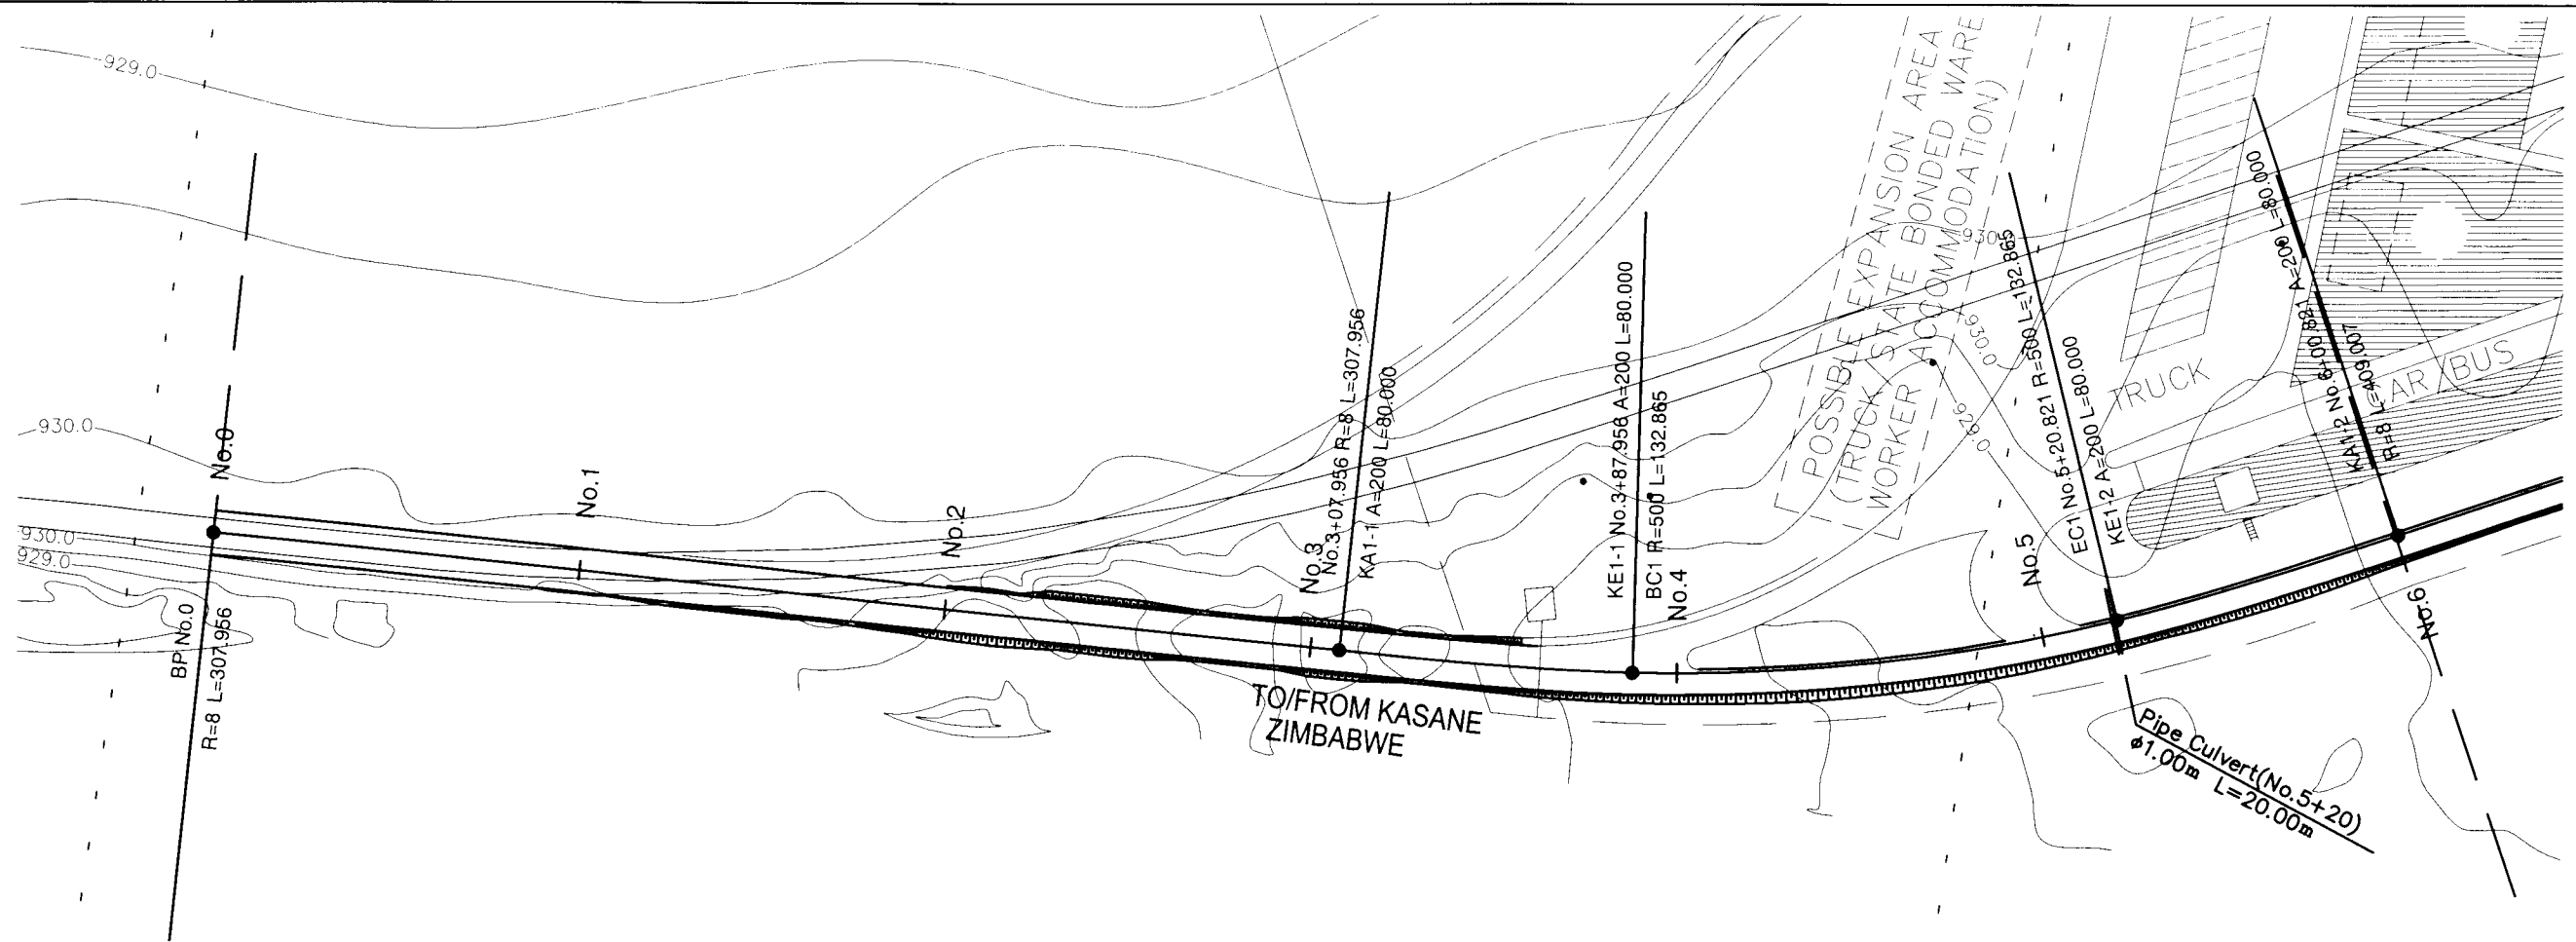 929.0
930.0
930.0
929.0
No.0
BP No.0
R=8 L=307.956
No.1
No.2
No.3
No.3+07.956 R=8 L=307.956
KA1-1 A=200 L=80.000
TO/FROM KASANE
ZIMBABWE
KE1-1 No.3+87.956 A=200 L=80.000
BC1 R=500 L=132.865
No.4
POSSIBLE EXPANSION AREA
(TRUCK STATE BONDED WARE
WORKER ACCOMMODATION)
930.0
929.0
No.5
EC1 No.5+20.821 R=500 L=132.865
KE1-2 A=200 L=80.000
TRUCK
CAR/BUS
KA1-2 No.6+00.821 A=200 L=80.000
R=8 L=409.007
No.6
Pipe Culvert(No.5+20)
φ1.00m L=20.00m